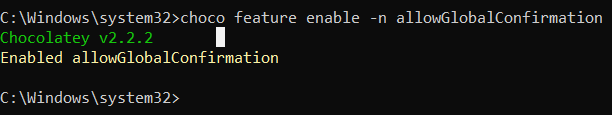 C:\Windows\system32>choco feature enable -n allowGlobalConfirmation
Chocolatey v2.2.2
Enabled allowGlobalConfirmation
C:\Windows\system32>